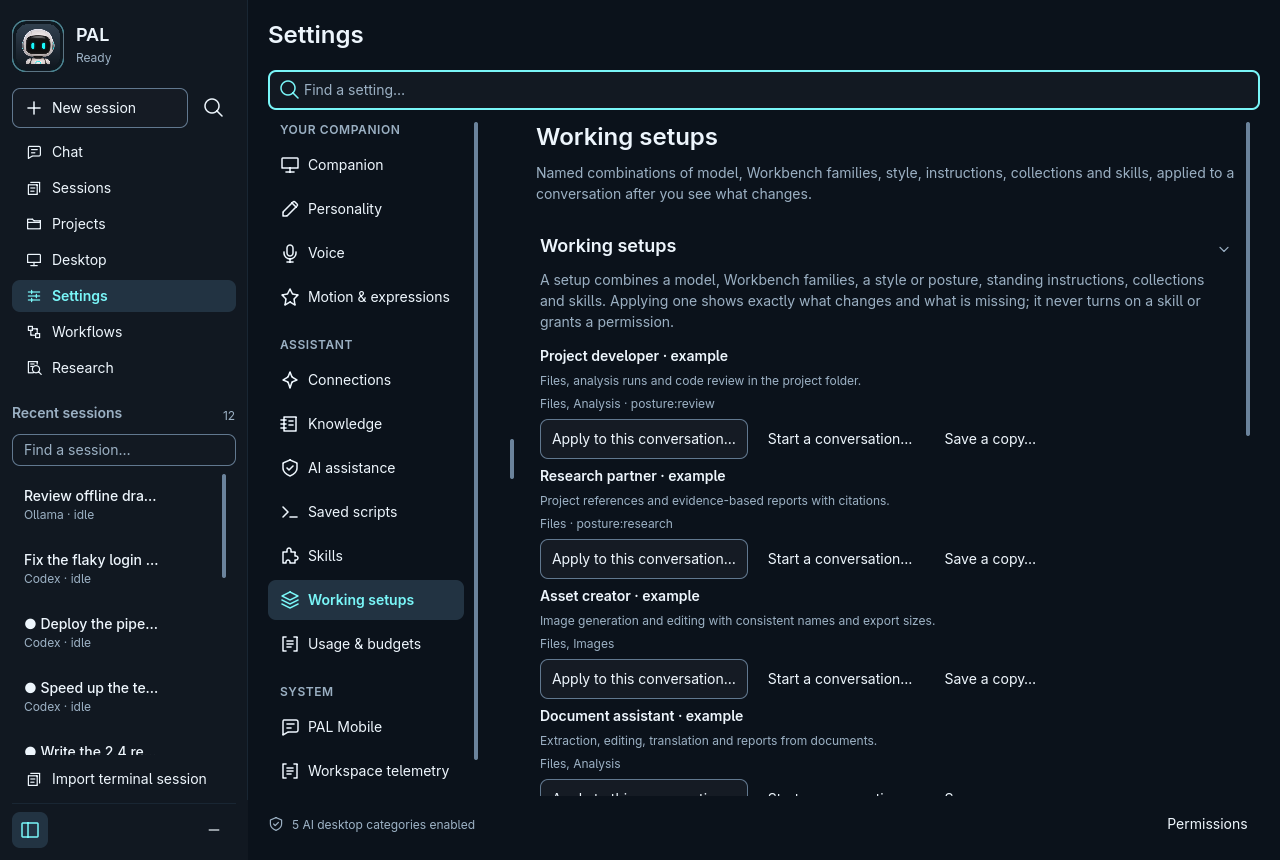 PAL
Ready
New session
Chat
Sessions
Projects
Desktop
Settings
Workflows
Research
Recent sessions 12
Find a session...
Review offline dra...
Ollama · idle
Fix the flaky login ...
Codex · idle
Deploy the pipe...
Codex · idle
Speed up the te...
Codex · idle
Write the 2.4 re
Import terminal session
Settings
Find a setting...
YOUR COMPANION
Companion
Personality
Voice
Motion & expressions
ASSISTANT
Connections
Knowledge
AI assistance
Saved scripts
Skills
Working setups
Usage & budgets
SYSTEM
PAL Mobile
Workspace telemetry
Working setups
Named combinations of model, Workbench families, style, instructions, collections and skills, applied to a
conversation after you see what changes.
Working setups
A setup combines a model, Workbench families, a style or posture, standing instructions, collections
and skills. Applying one shows exactly what changes and what is missing; it never turns on a skill or
grants a permission.
Project developer · example
Files, analysis runs and code review in the project folder.
Files, Analysis · posture:review
Apply to this conversation... Start a conversation... Save a copy...
Research partner · example
Project references and evidence-based reports with citations.
Files · posture:research
Apply to this conversation... Start a conversation... Save a copy...
Asset creator · example
Image generation and editing with consistent names and export sizes.
Files, Images
Apply to this conversation... Start a conversation... Save a copy...
Document assistant · example
Extraction, editing, translation and reports from documents.
Files, Analysis
5 AI desktop categories enabled
Permissions